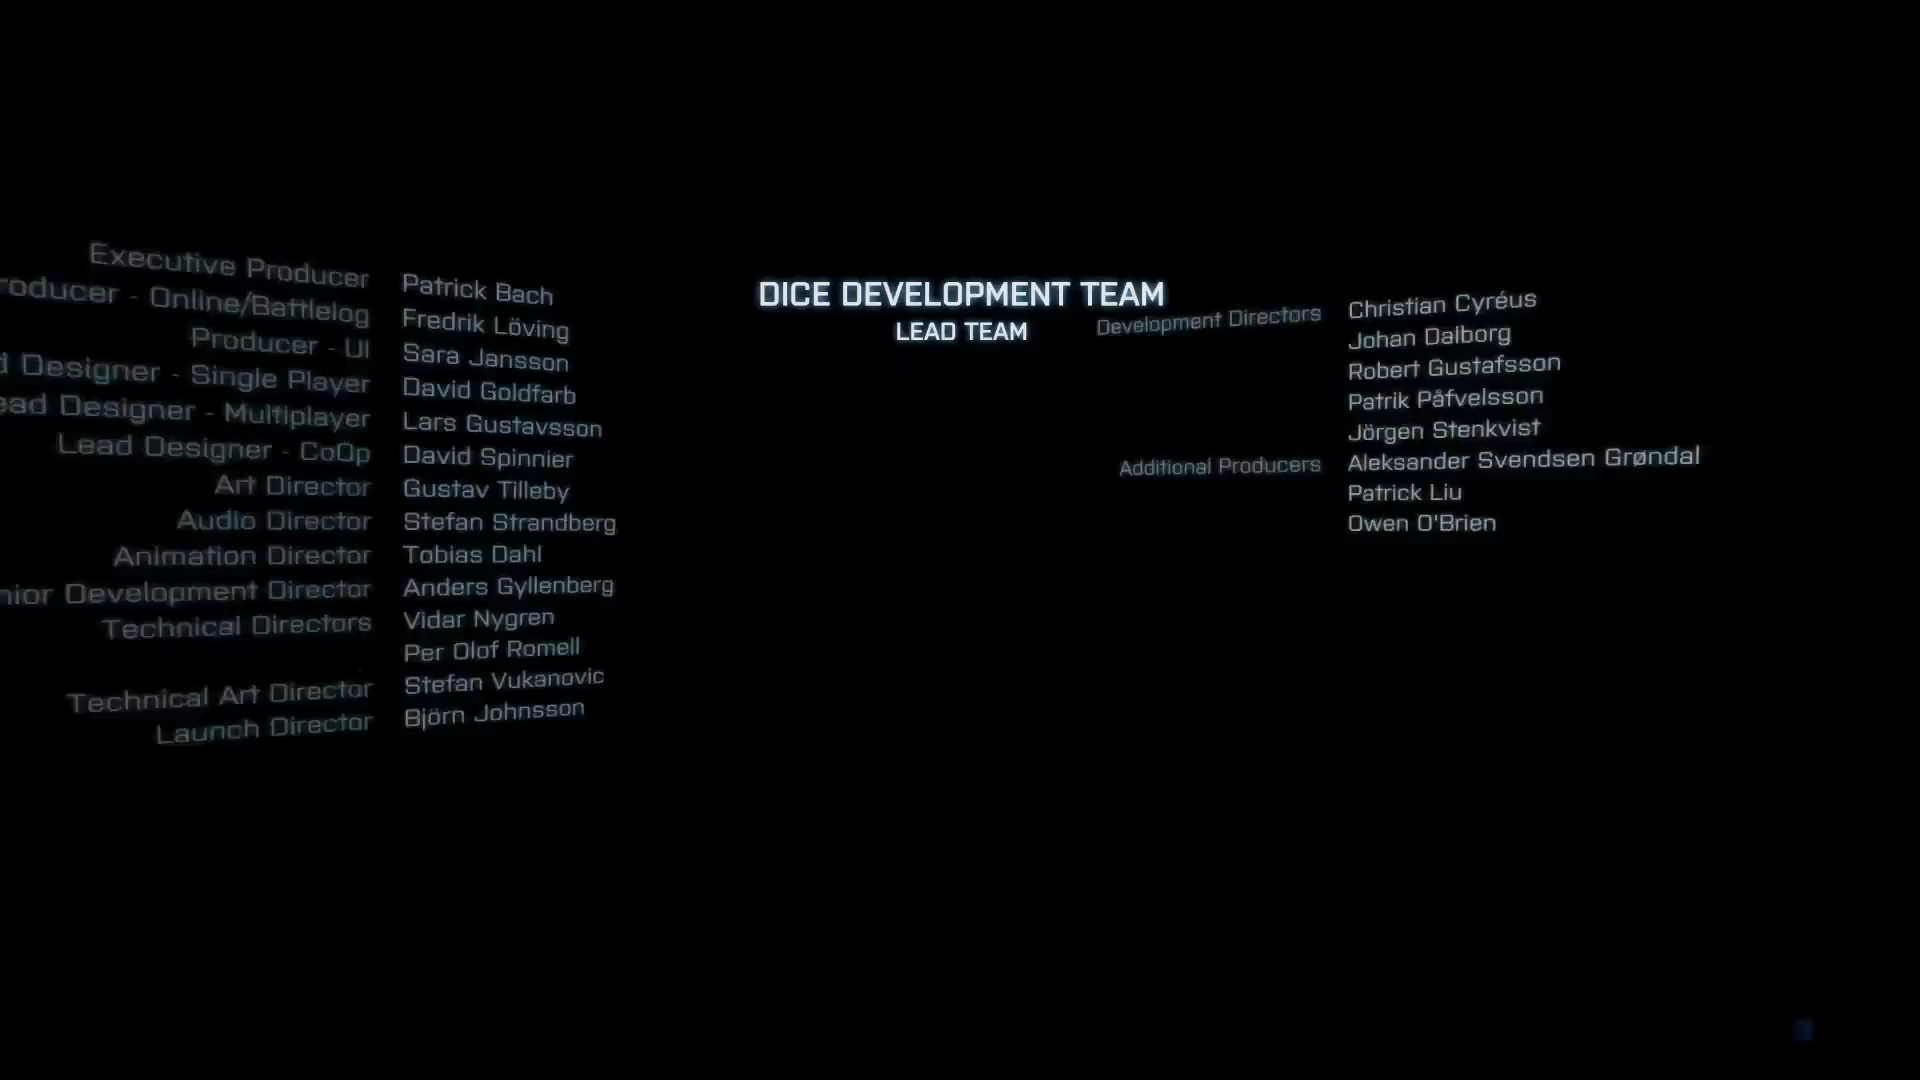 DICE DEVELOPMENT TEAM
LEAD TEAM
Executive Producer Patrick Bach
roducer - Online/Battlelog Fredrik Löving
Producer - UI Sara Jansson
d Designer - Single Player David Goldfarb
ead Designer - Multiplayer Lars Gustavsson
Lead Designer - CoOp David Spinnier
Art Director Gustav Tilleby
Audio Director Stefan Strandberg
Animation Director Tobias Dahl
nior Development Director Anders Gyllenberg
Technical Directors Vidar Nygren
Per Olof Romell
Technical Art Director Stefan Vukanovic
Launch Director Björn Johnsson
Development Directors Christian Cyréus
Johan Dalborg
Robert Gustafsson
Patrik Påfvelsson
Jörgen Stenkvist
Additional Producers Aleksander Svendsen Grøndal
Patrick Liu
Owen O'Brien